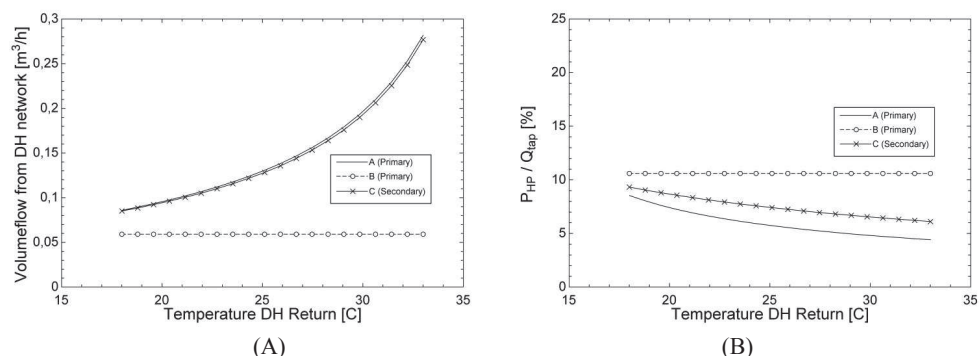 0,3
0,25
0,2
0,15
0,1
0,05
0
15
20
25
30
35
Volumeflow from DH network [m³/h]
Temperature DH Return [C]
A (Primary)
B (Primary)
C (Secondary)
(A)
25
20
15
10
5
0
15
20
25
30
35
P_HP / Q_tap [%]
Temperature DH Return [C]
A (Primary)
B (Primary)
C (Secondary)
(B)